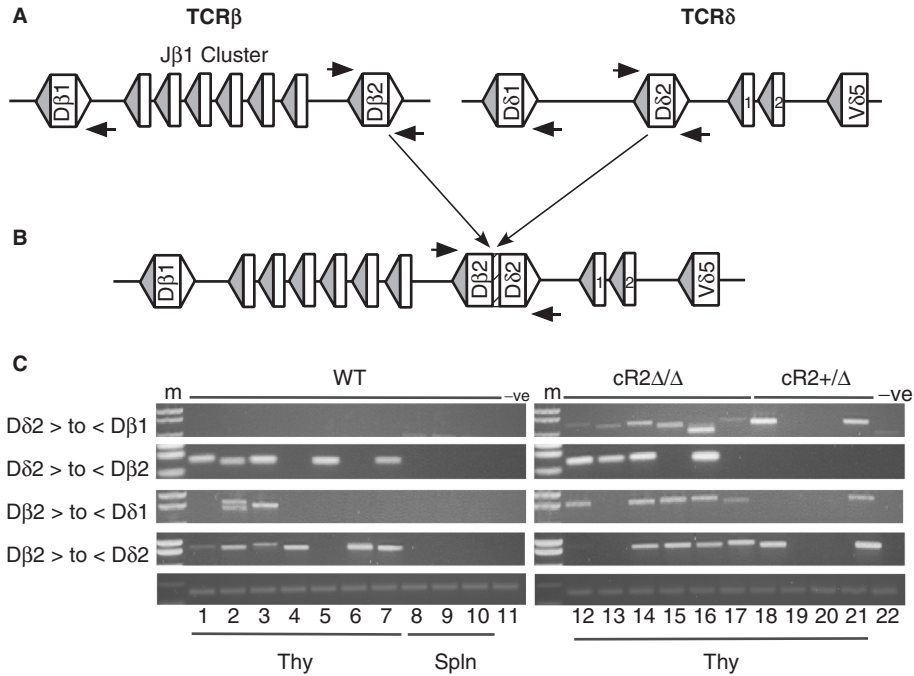 A
TCRβ
TCRδ
Jβ1 Cluster
Dβ1
Dβ2
Dδ1
Dδ2
1
2
Vδ5
B
Dβ1
Dβ2
Dδ2
1
2
Vδ5
C
WT
cR2Δ/Δ
cR2+/Δ
m
–ve
m
–ve
Dδ2 > to < Dβ1
Dδ2 > to < Dβ2
Dβ2 > to < Dδ1
Dβ2 > to < Dδ2
1 2 3 4 5 6 7 8 9 10 11 12 13 14 15 16 17 18 19 20 21 22
Thy
Spln
Thy